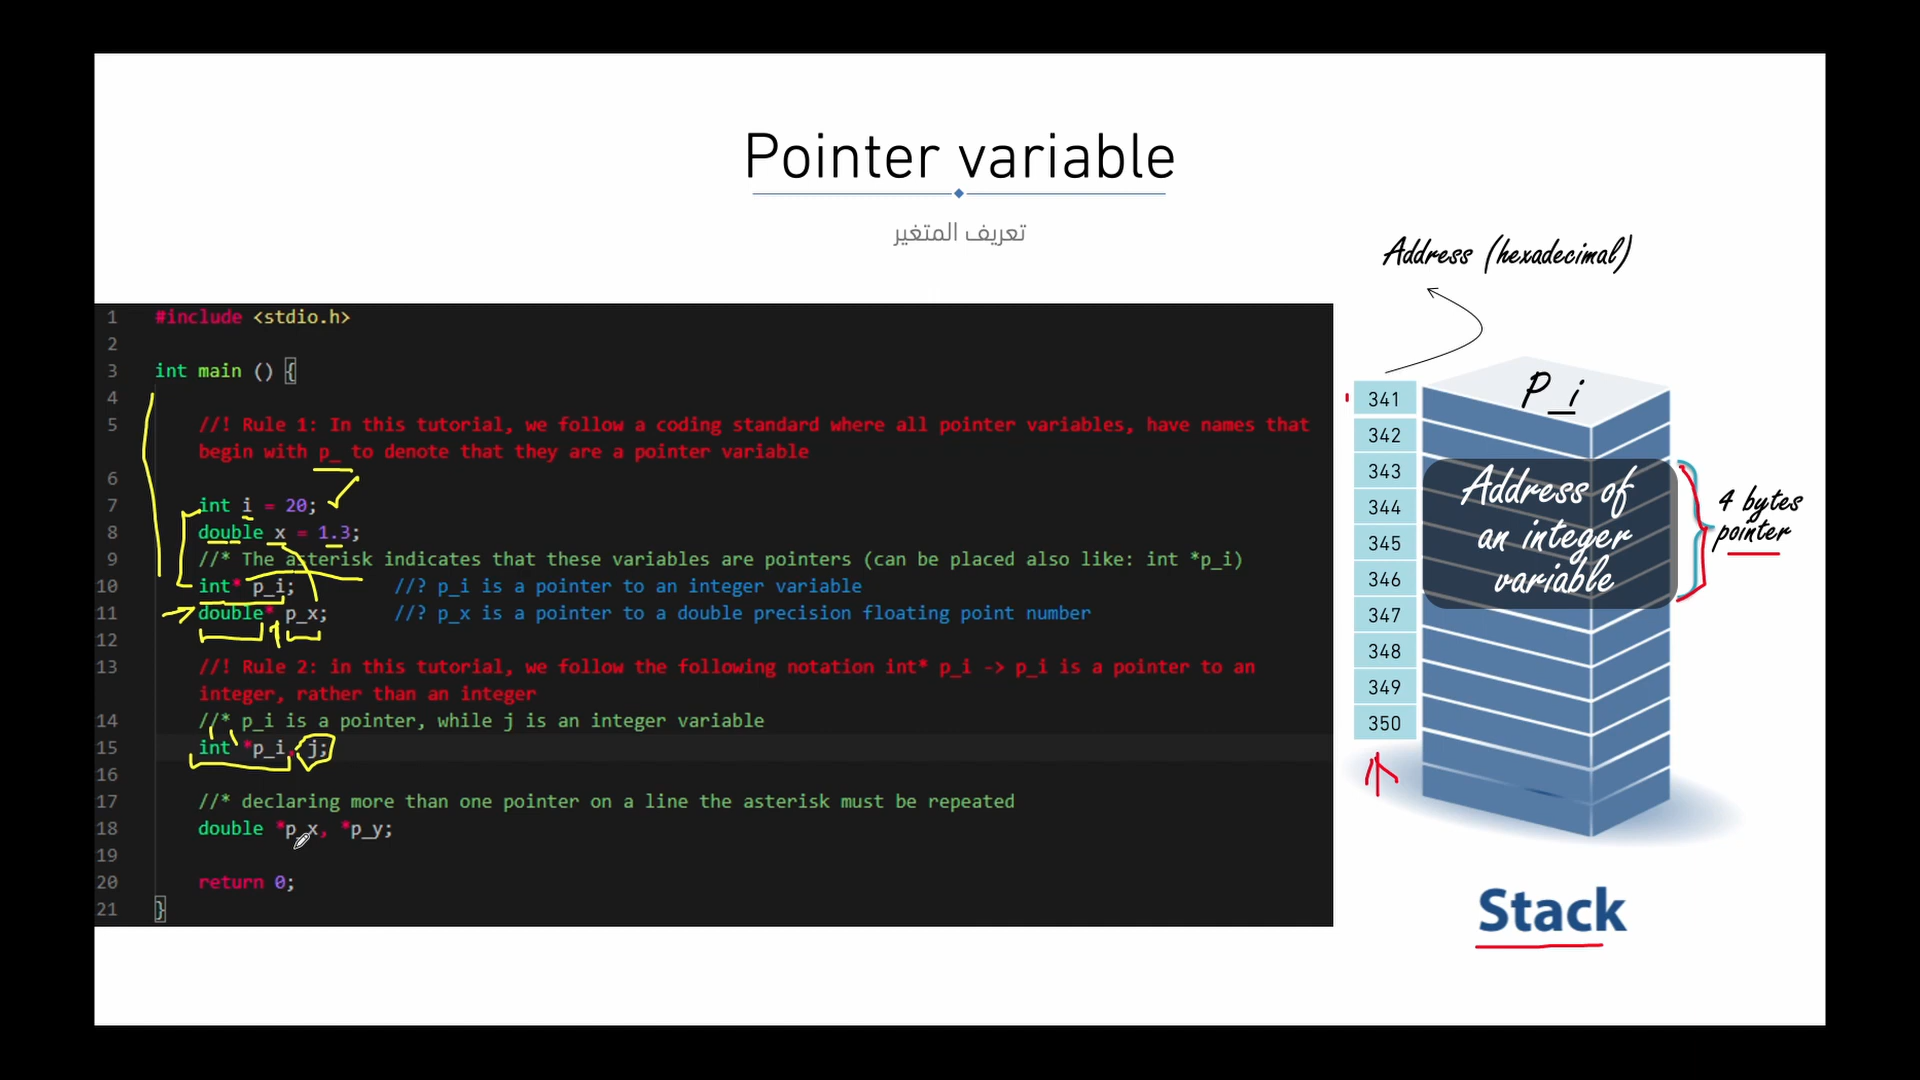 Pointer variable
تعريف المتغير
Address (hexadecimal)
1 #include <stdio.h>
2
3 int main () {
4
5 //! Rule 1: In this tutorial, we follow a coding standard where all pointer variables, have names that
begin with p_ to denote that they are a pointer variable
6
7 int i = 20;
8 double x = 1.3;
9 //* The asterisk indicates that these variables are pointers (can be placed also like: int *p_i)
10 int* p_i; //? p_i is a pointer to an integer variable
11 double* p_x; //? p_x is a pointer to a double precision floating point number
12
13 //! Rule 2: in this tutorial, we follow the following notation int* p_i -> p_i is a pointer to an
integer, rather than an integer
14 //* p_i is a pointer, while j is an integer variable
15 int *p_i, j;
16
17 //* declaring more than one pointer on a line the asterisk must be repeated
18 double *p_x, *p_y;
19
20 return 0;
21 }
341
342
343
344
345
346
347
348
349
350
P_i
Address of
an integer
variable
4 bytes
pointer
Stack